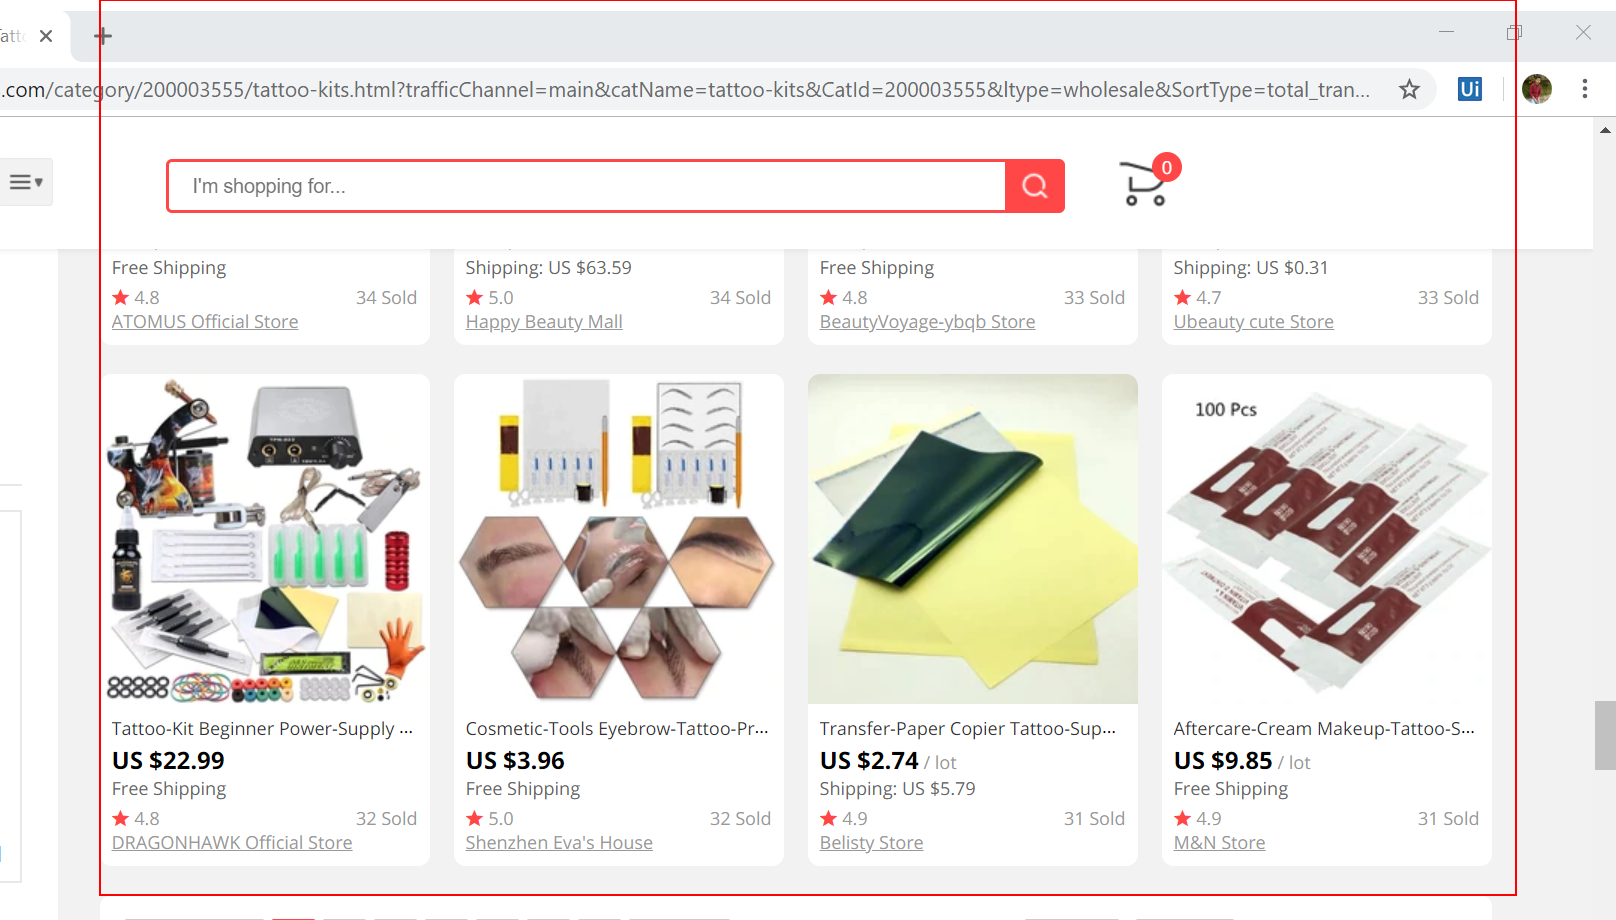 Tatto
.com/category/200003555/tattoo-kits.html?trafficChannel=main&catName=tattoo-kits&CatId=200003555&ltype=wholesale&SortType=total_tran...
Ui
I'm shopping for...
0
Free Shipping
4.8 34 Sold
ATOMUS Official Store
Shipping: US $63.59
5.0 34 Sold
Happy Beauty Mall
Free Shipping
4.8 33 Sold
BeautyVoyage-ybqb Store
Shipping: US $0.31
4.7 33 Sold
Ubeauty cute Store
Tattoo-Kit Beginner Power-Supply ...
US $22.99
Free Shipping
4.8 32 Sold
DRAGONHAWK Official Store
Cosmetic-Tools Eyebrow-Tattoo-Pr...
US $3.96
Free Shipping
5.0 32 Sold
Shenzhen Eva's House
Transfer-Paper Copier Tattoo-Sup...
US $2.74 / lot
Shipping: US $5.79
4.9 31 Sold
Belisty Store
100 Pcs
Aftercare-Cream Makeup-Tattoo-S...
US $9.85 / lot
Free Shipping
4.9 31 Sold
M&N Store